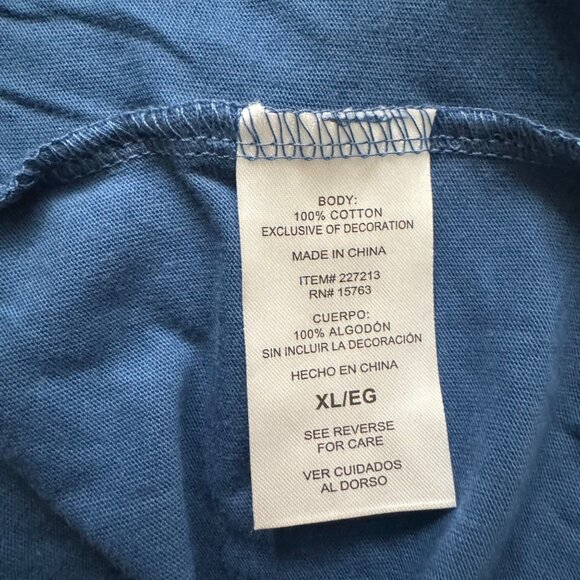 BODY:
100% COTTON
EXCLUSIVE OF DECORATION
MADE IN CHINA
ITEM# 227213
RN# 15763
CUERPO:
100% ALGODÓN
SIN INCLUIR LA DECORACIÓN
HECHO EN CHINA
XL/EG
SEE REVERSE
FOR CARE
VER CUIDADOS
AL DORSO